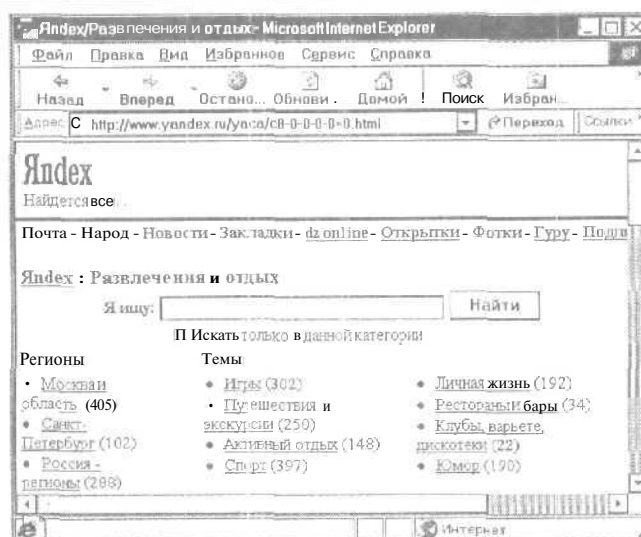 Яndex/Развлечения и отдых - Microsoft Internet Explorer
Файл Правка Вид Избранное Сервис Справка
Назад Вперед Остано... Обнови. Домой ! Поиск Избран...
Адрес С http://www.yandex.ru/yaca/c8-0-0-0-0-0.html Переход Ссылки »
Яndex
Найдется все
Почта - Народ - Новости - Закладки - dz online - Открытки - Фотки - Гуру - Подпи
Яndex : Развлечения и отдых
Я ищу: Найти
П Искать только в данной категории
Регионы Темы
• Москва и • Игры (302) • Личная жизнь (192)
область (405) • Путешествия и • Рестораны и бары (34)
• Санкт- экскурсии (250) • Клубы, варьете,
Петербург (102) • Активный отдых (148) дискотеки (22)
• Россия - • Спорт (397) • Юмор (190)
регионы (288)
Интернет